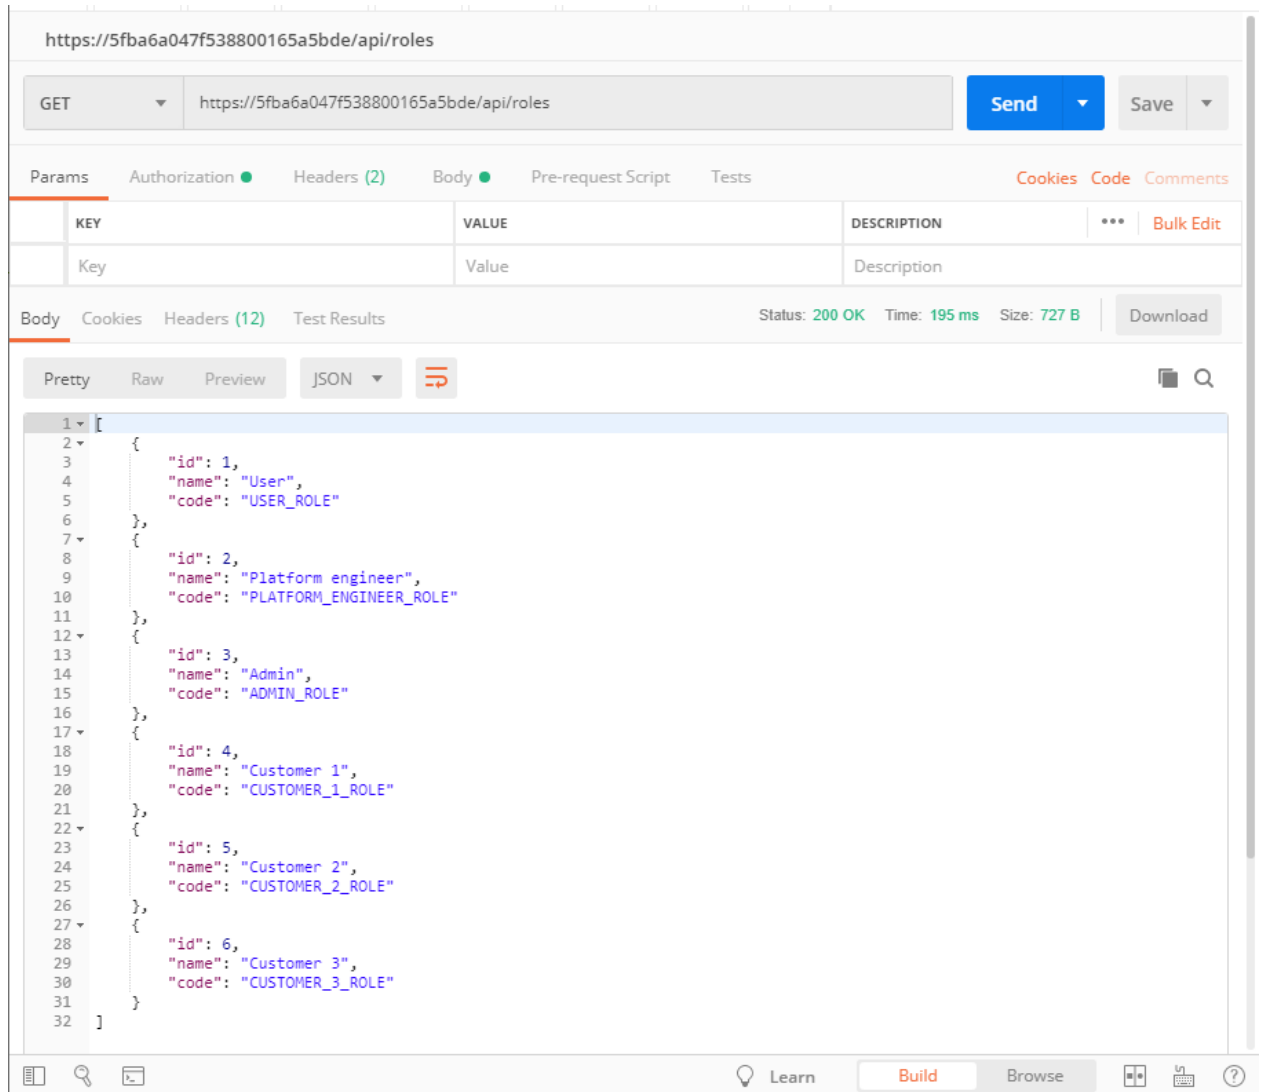 https://5fba6a047f538800165a5bde/api/roles
GET https://5fba6a047f538800165a5bde/api/roles Send Save
Params Authorization Headers (2) Body Pre-request Script Tests Cookies Code Comments
KEY VALUE DESCRIPTION ••• Bulk Edit
Key Value Description
Body Cookies Headers (12) Test Results Status: 200 OK Time: 195 ms Size: 727 B Download
Pretty Raw Preview JSON
1 [
2 {
3 "id": 1,
4 "name": "User",
5 "code": "USER_ROLE"
6 },
7 {
8 "id": 2,
9 "name": "Platform engineer",
10 "code": "PLATFORM_ENGINEER_ROLE"
11 },
12 {
13 "id": 3,
14 "name": "Admin",
15 "code": "ADMIN_ROLE"
16 },
17 {
18 "id": 4,
19 "name": "Customer 1",
20 "code": "CUSTOMER_1_ROLE"
21 },
22 {
23 "id": 5,
24 "name": "Customer 2",
25 "code": "CUSTOMER_2_ROLE"
26 },
27 {
28 "id": 6,
29 "name": "Customer 3",
30 "code": "CUSTOMER_3_ROLE"
31 }
32 ]
Learn Build Browse